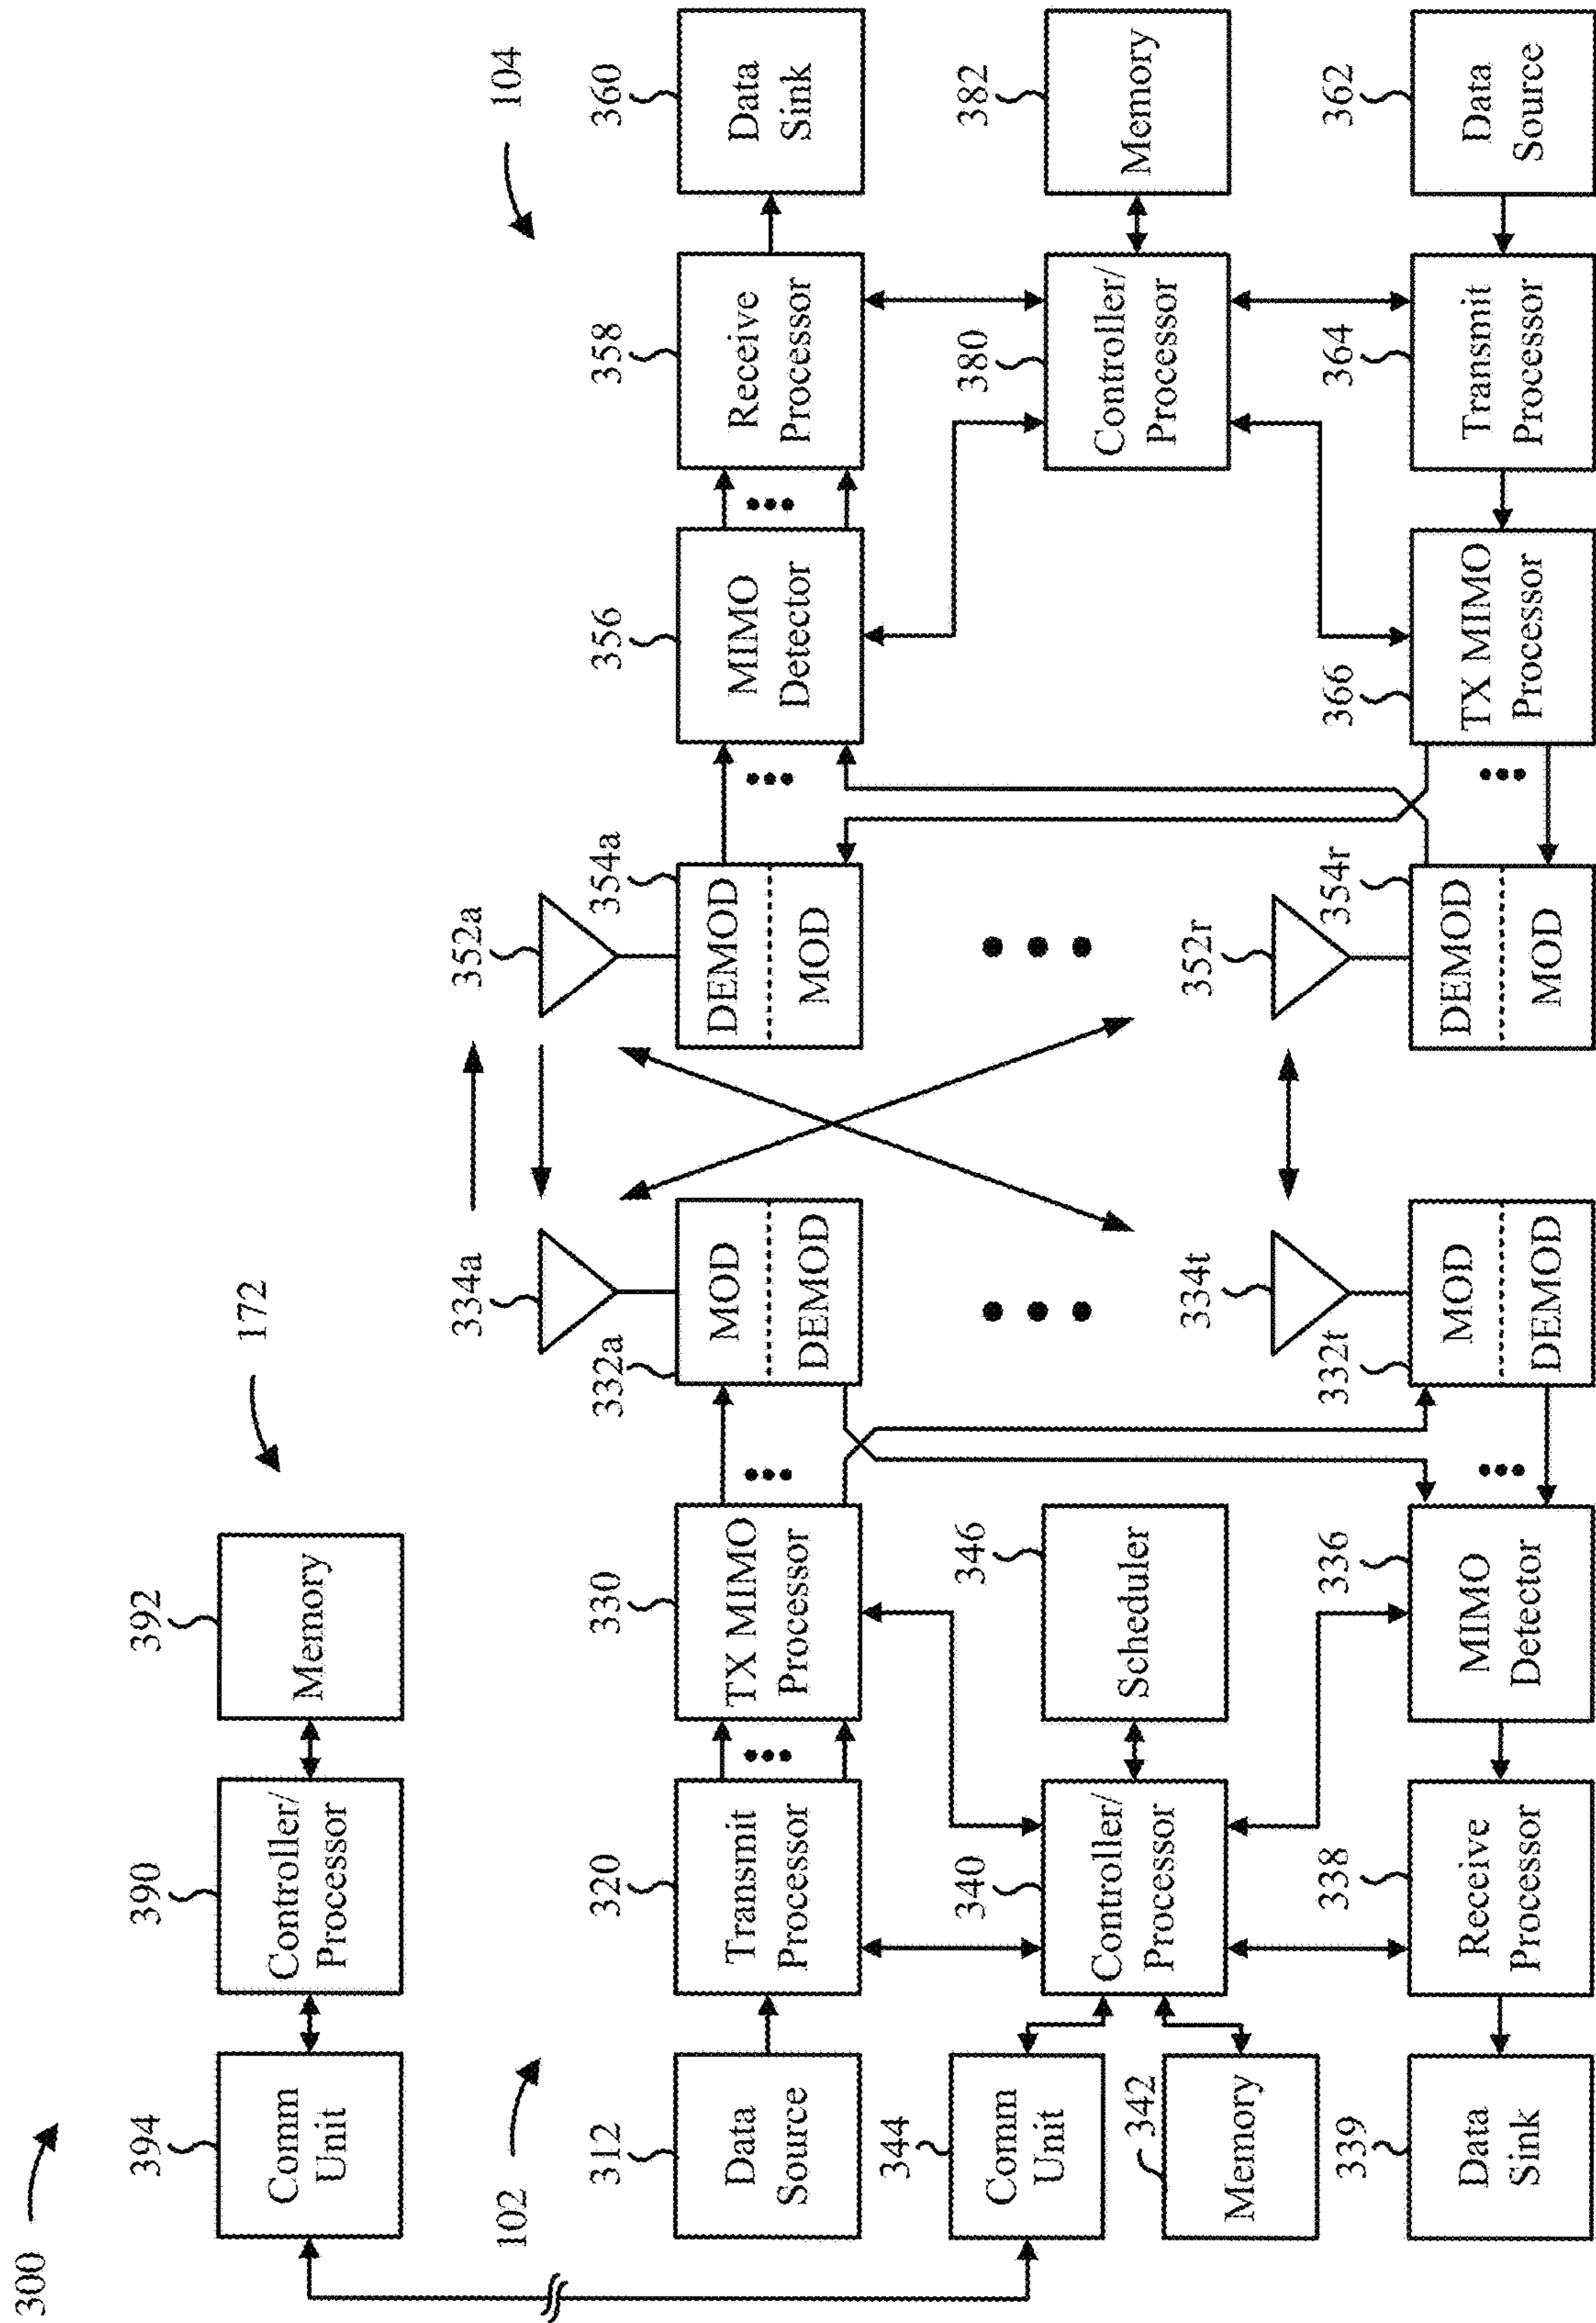 300
394
Comm
Unit
390
Controller/
Processor
392
Memory
172
102
312
Data
Source
320
Transmit
Processor
330
TX MIMO
Processor
332a
MOD
DEMOD
334a
352a
354a
DEMOD
MOD
356
MIMO
Detector
358
Receive
Processor
360
Data
Sink
104
344
Comm
Unit
342
Memory
340
Controller/
Processor
346
Scheduler
380
Controller/
Processor
382
Memory
339
Data
Sink
338
Receive
Processor
336
MIMO
Detector
332t
MOD
DEMOD
334t
352r
354r
DEMOD
MOD
366
TX MIMO
Processor
364
Transmit
Processor
362
Data
Source